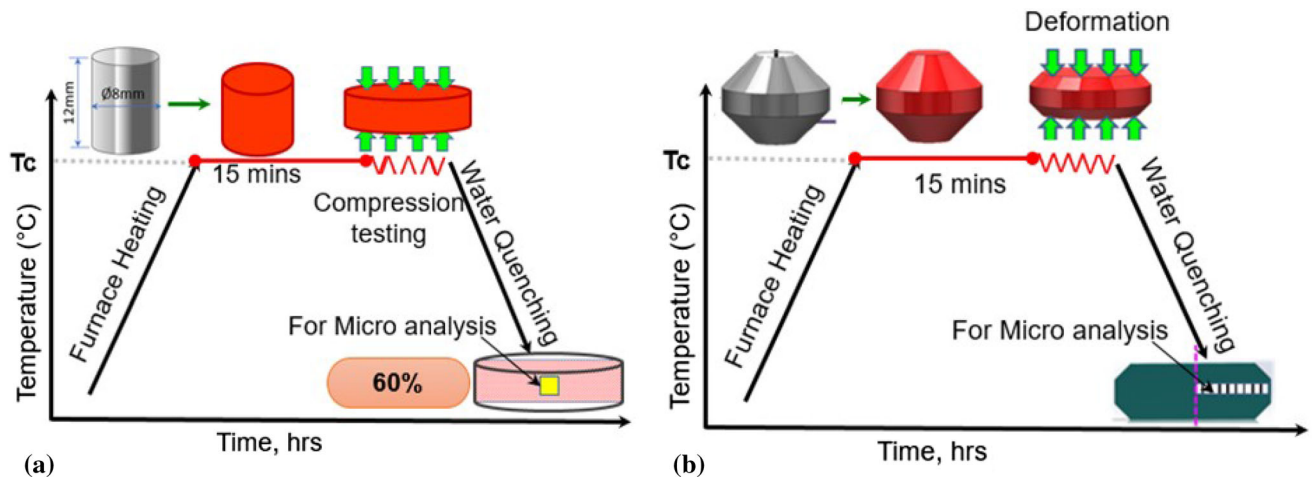 12mm
Ø8mm
Tc
15 mins
Compression
testing
Furnace Heating
Water Quenching
Temperature (°C)
For Micro analysis
60%
Time, hrs
(a)
Deformation
Tc
15 mins
Furnace Heating
Water Quenching
Temperature (°C)
For Micro analysis
Time, hrs
(b)